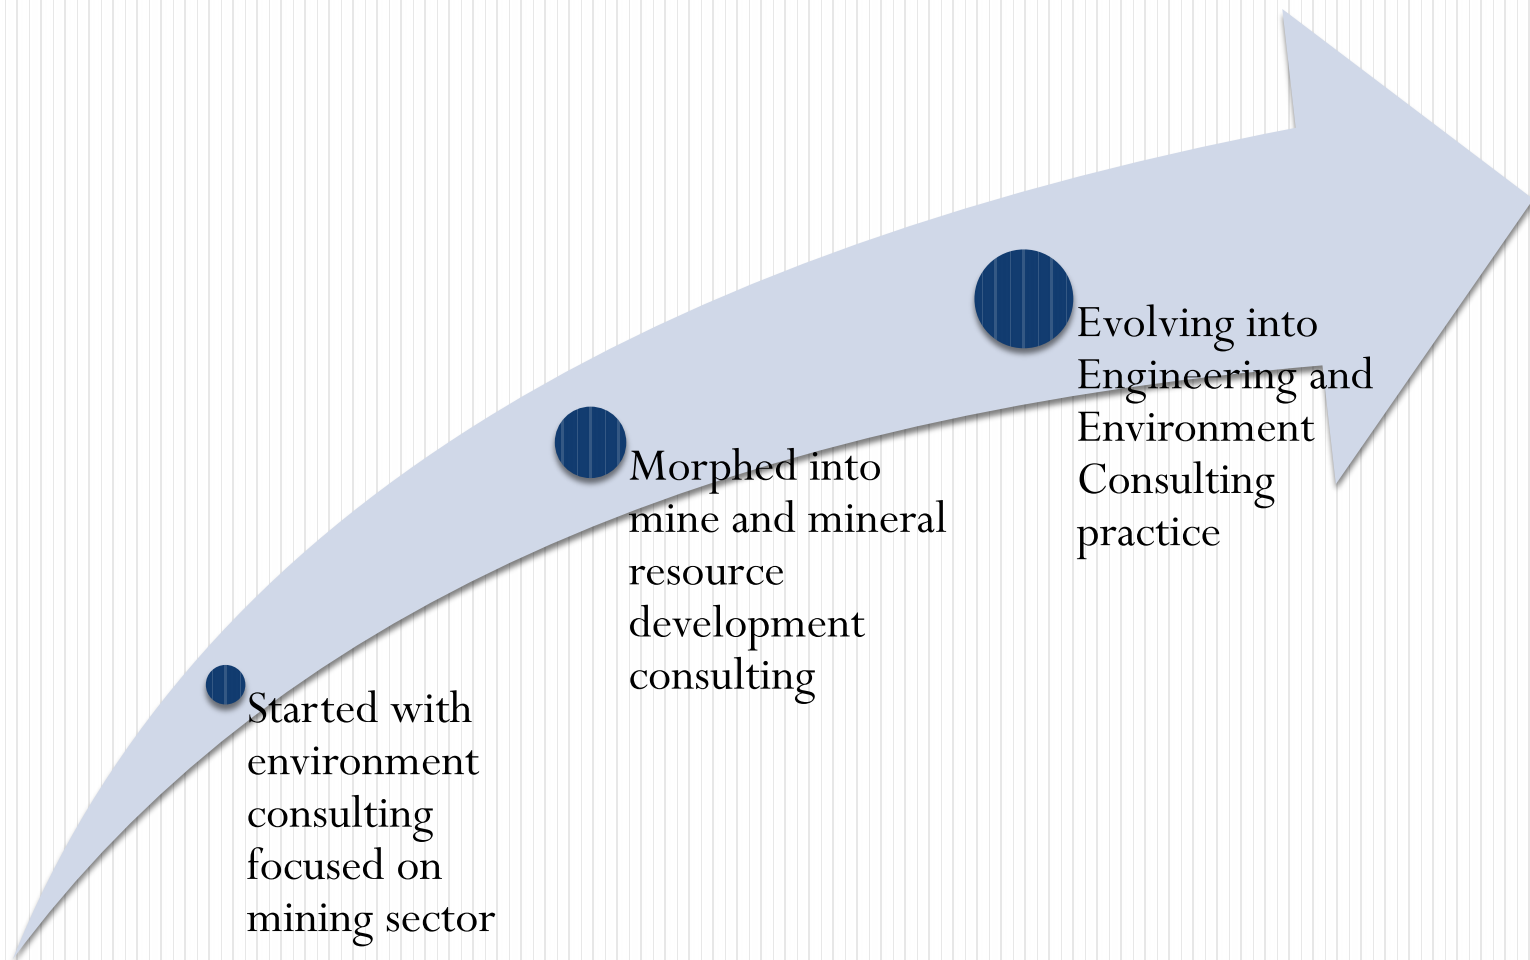 Started with
environment
consulting
focused on
mining sector
Morphed into
mine and mineral
resource
development
consulting
Evolving into
Engineering and
Environment
Consulting
practice